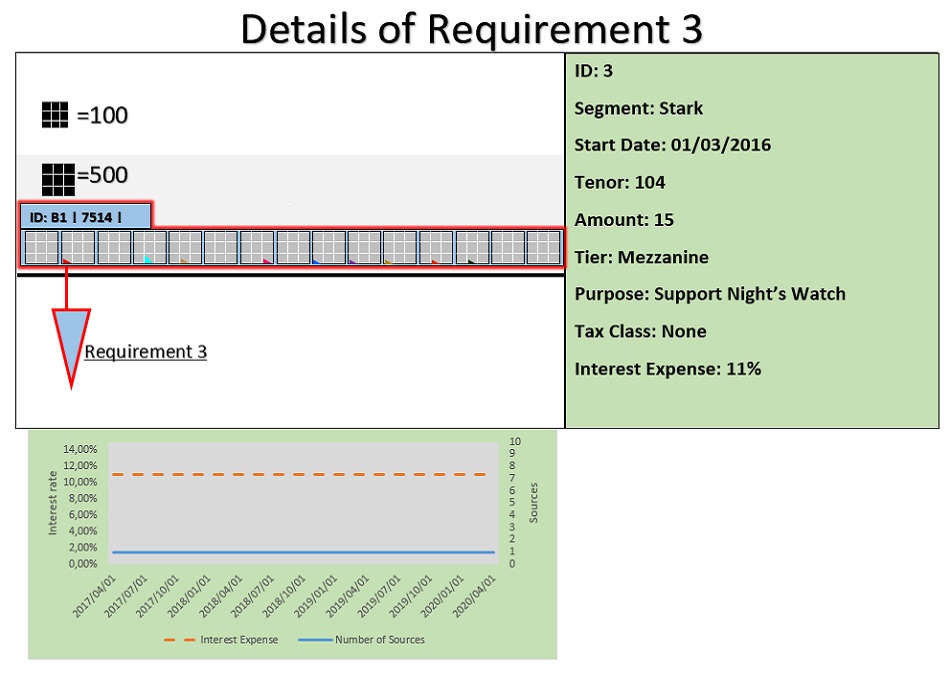 Details of Requirement 3
=100
=500
ID: B1 | 7514 |
Requirement 3
ID: 3
Segment: Stark
Start Date: 01/03/2016
Tenor: 104
Amount: 15
Tier: Mezzanine
Purpose: Support Night’s Watch
Tax Class: None
Interest Expense: 11%
Interest rate
14,00%
12,00%
10,00%
8,00%
6,00%
4,00%
2,00%
0,00%
10
9
8
7
6
5
4
3
2
1
0
Sources
2017/04/01
2017/07/01
2017/10/01
2018/01/01
2018/04/01
2018/07/01
2018/10/01
2019/01/01
2019/04/01
2019/07/01
2019/10/01
2020/01/01
2020/04/01
Interest Expense
Number of Sources